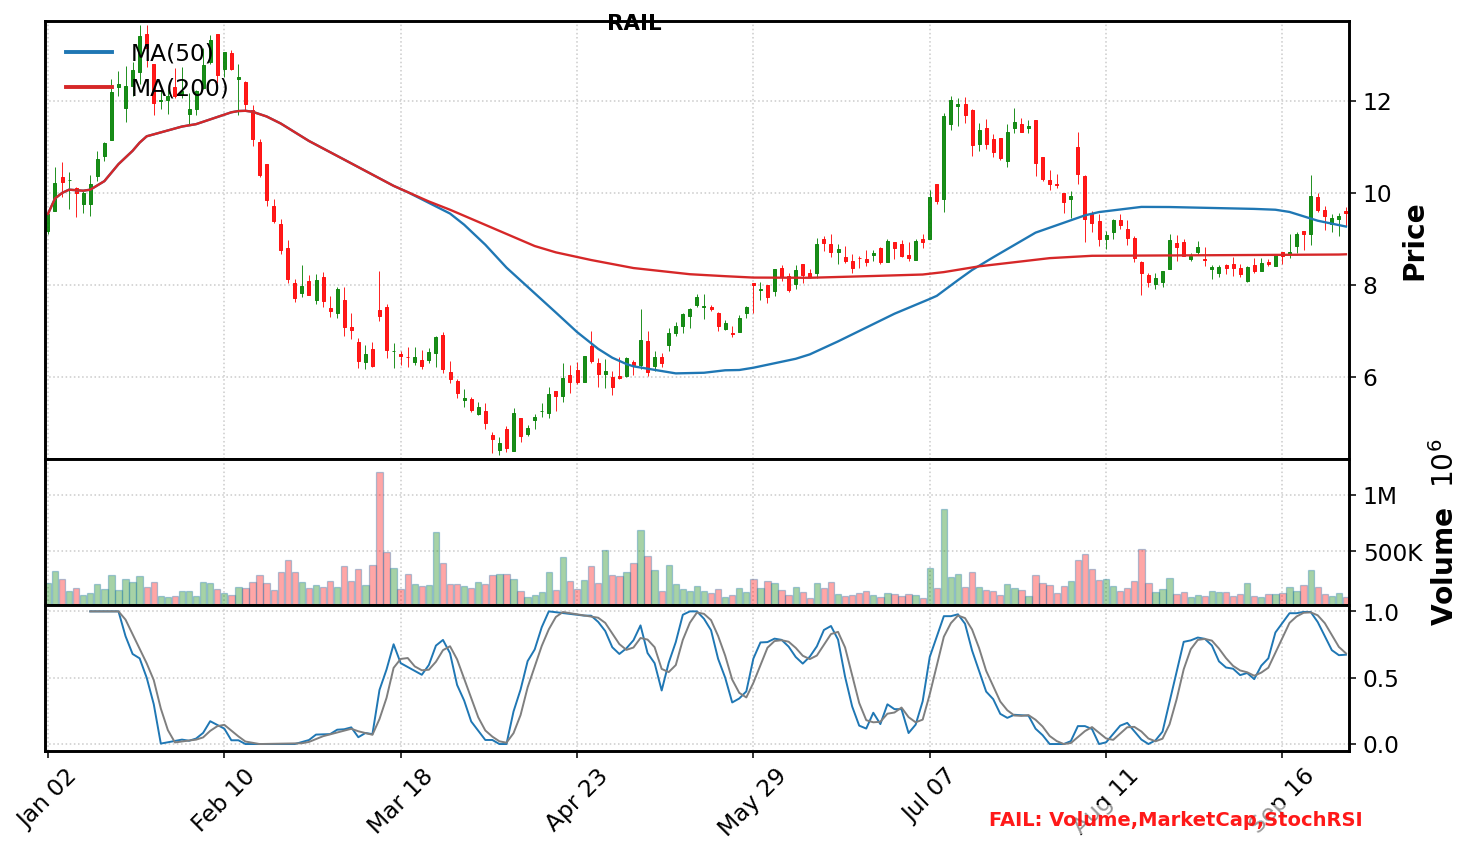 RAIL
MA(50)
MA(200)
12
10
8
6
Price
1M
500K
Volume 10^6
1.0
0.5
0.0
Jan 02
Feb 10
Mar 18
Apr 23
May 29
Jul 07
Aug 11
Sep 16
FAIL: Volume,MarketCap,StochRSI